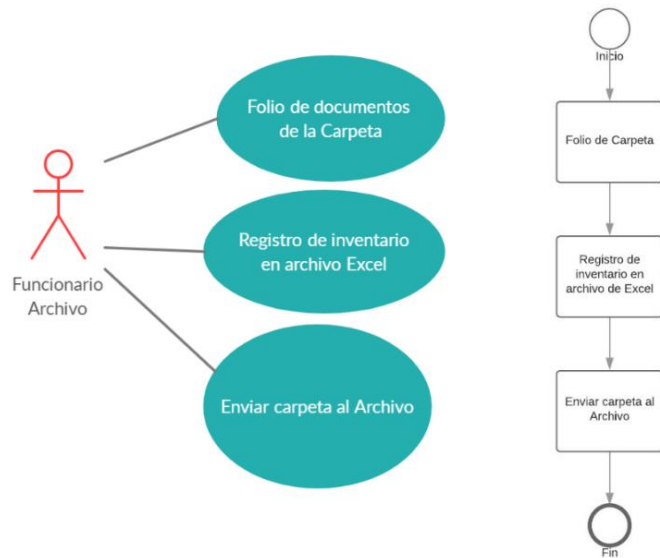 Folio de documentos
de la Carpeta
Registro de inventario
en archivo Excel
Enviar carpeta al Archivo
Funcionario
Archivo
Inicio
Folio de Carpeta
Registro de
inventario en
archivo de Excel
Enviar carpeta al
Archivo
Fin